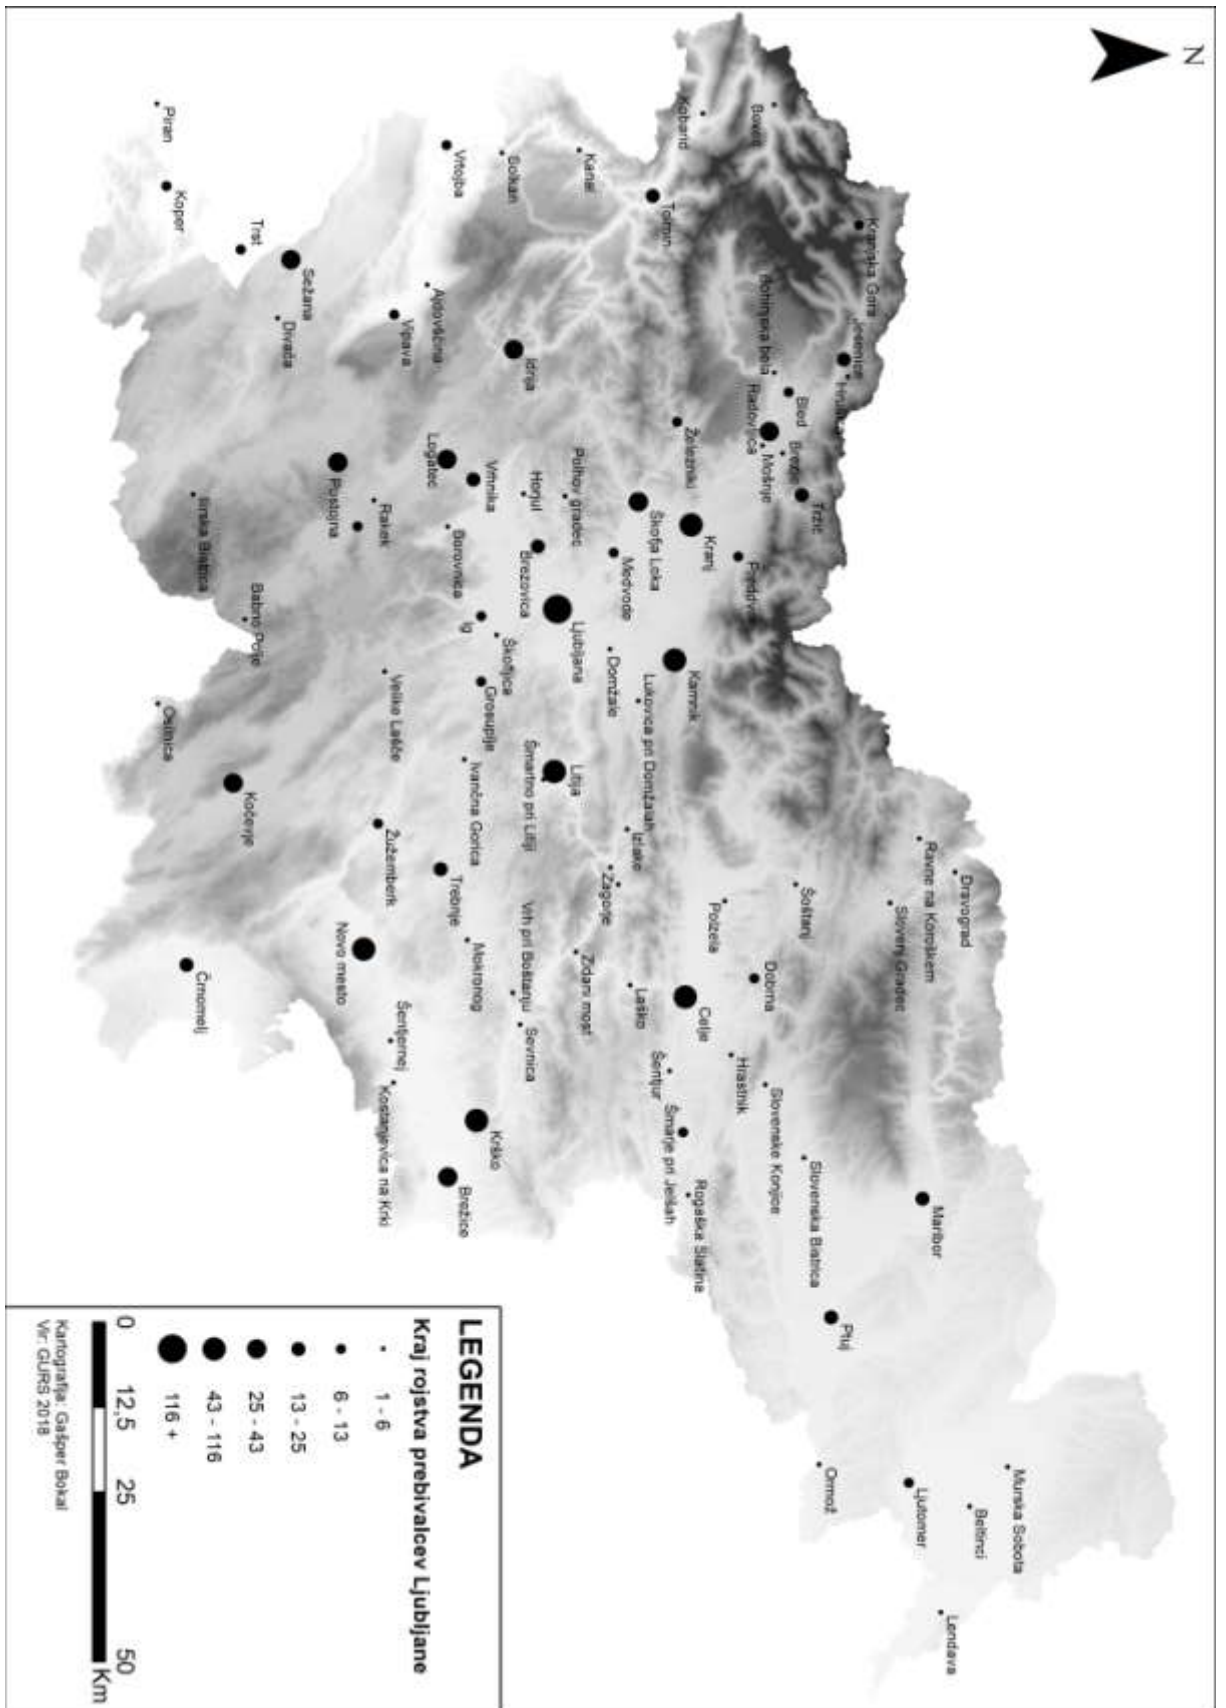 N
Kobarid
Bovec
Kanal
Solkan
Vrtojba
Piran
Koper
Trst
Sežana
Divača
Tolmin
Kranjska Gora
Jesenice
Bohinjska bela
Bled
Radovljica
Brezje
Mošnje
Tržič
Ajdovščina
Vipava
Idrija
Železniki
Logatec
Vrhnika
Horjul
Polhov gradec
Škofja Loka
Kranj
Preddvor
Postojna
Rakek
Borovnica
Brezovica
Medvode
Ilirska Bistrica
Babno Polje
Ig
Škofljica
Ljubljana
Domžale
Kamnik
Lukovica pri Domžalah
Velike Lašče
Grosuplje
Osilnica
Kočevje
Ivančna Gorica
Šmartno pri Litiji
Litija
Izlake
Zagorje
Žužemberk
Trebnje
Polzela
Šoštanj
Ravne na Koroškem
Dravograd
Slovenj Gradec
Novo mesto
Črnomelj
Mokronog
Vrh pri Boštanju
Zidani most
Laško
Celje
Dobrna
Šentjernej
Kostanjevica na Krki
Sevnica
Šentjur
Hrastnik
Slovenske Konjice
Krško
Brežice
Šmarje pri Jelšah
Rogaška Slatina
Slovenska Bistrica
Maribor
Ptuj
Ormož
Ljutomer
Beltinci
Murska Sobota
Lendava
LEGENDA
Kraj rojstva prebivalcev Ljubljane
1 - 6
6 - 13
13 - 25
25 - 43
43 - 116
116 +
0 12,5 25 50
Km
Kartografija: Gašper Bokal
Vir: GURS 2018